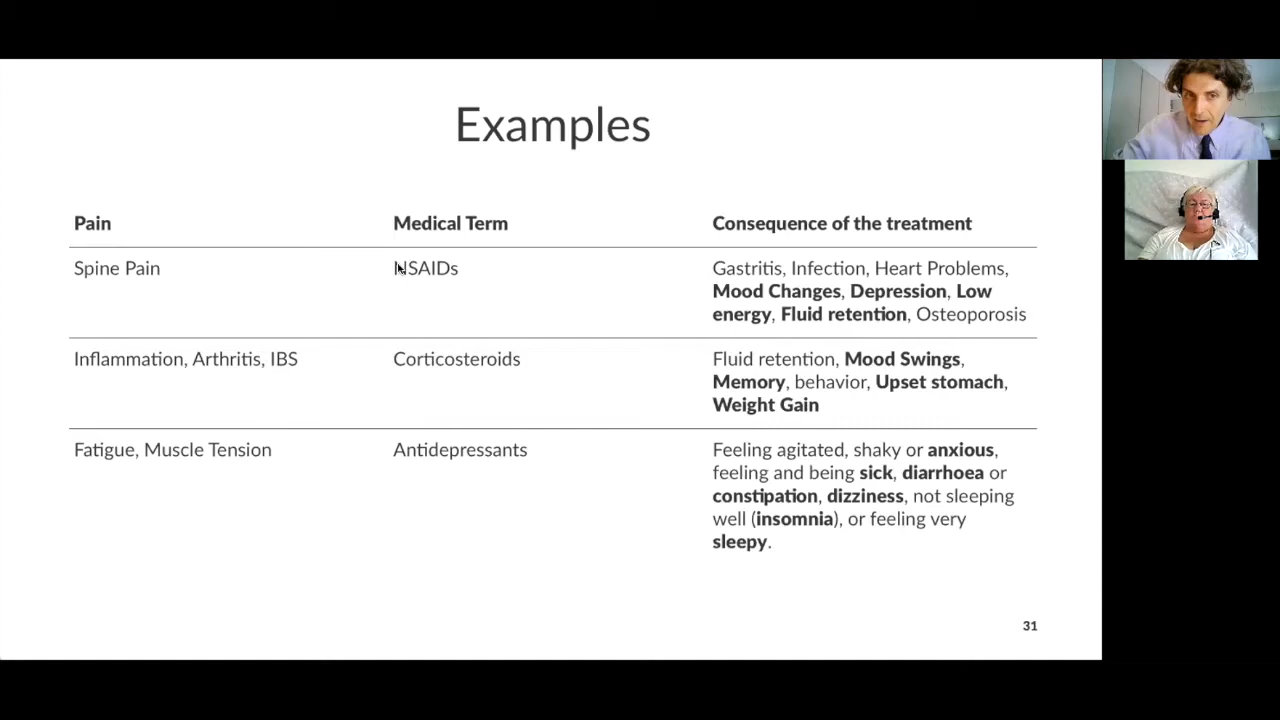 Examples
Pain Medical Term Consequence of the treatment
Spine Pain NSAIDs Gastritis, Infection, Heart Problems,
Mood Changes, Depression, Low
energy, Fluid retention, Osteoporosis
Inflammation, Arthritis, IBS Corticosteroids Fluid retention, Mood Swings,
Memory, behavior, Upset stomach,
Weight Gain
Fatigue, Muscle Tension Antidepressants Feeling agitated, shaky or anxious,
feeling and being sick, diarrhoea or
constipation, dizziness, not sleeping
well (insomnia), or feeling very
sleepy.
31